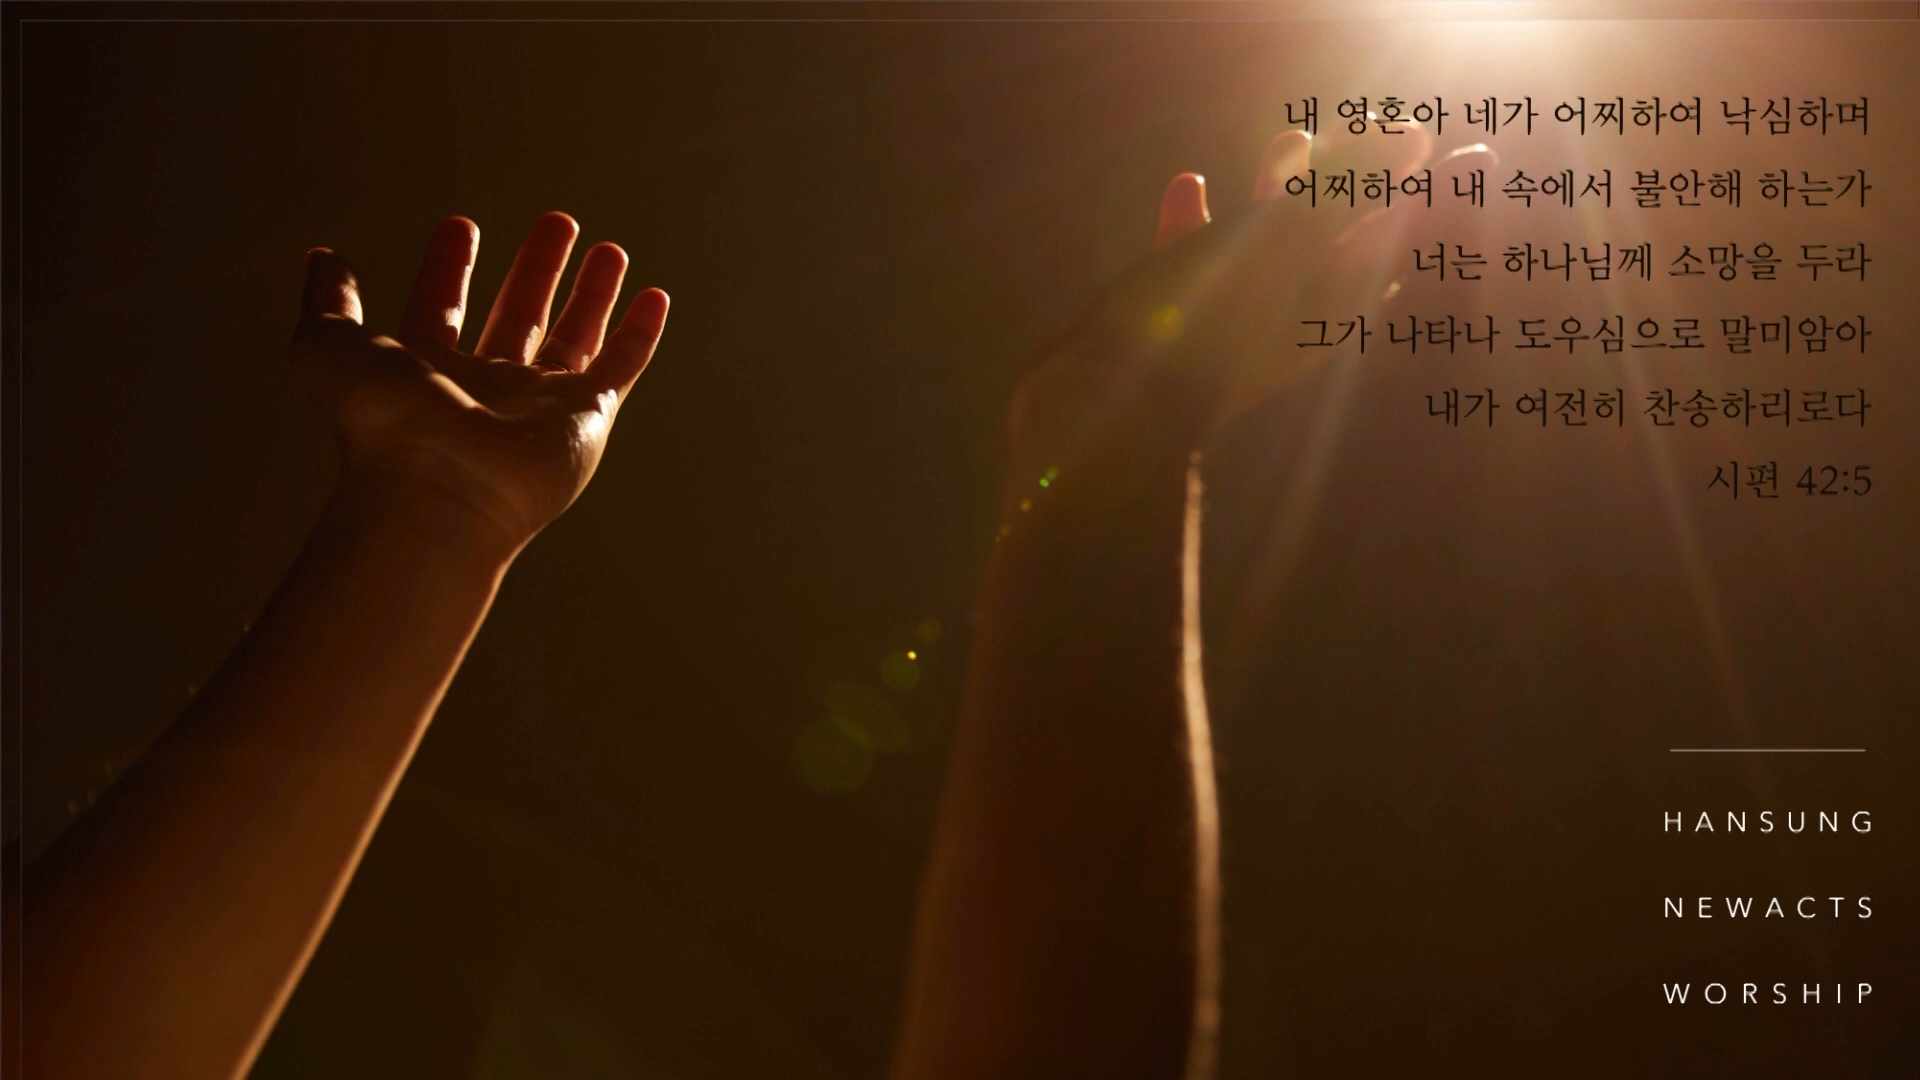 내 영혼아 네가 어찌하여 낙심하며
어찌하여 내 속에서 불안해 하는가
너는 하나님께 소망을 두라
그가 나타나 도우심으로 말미암아
내가 여전히 찬송하리로다
시편 42:5
HANSUNG
NEWACTS
WORSHIP